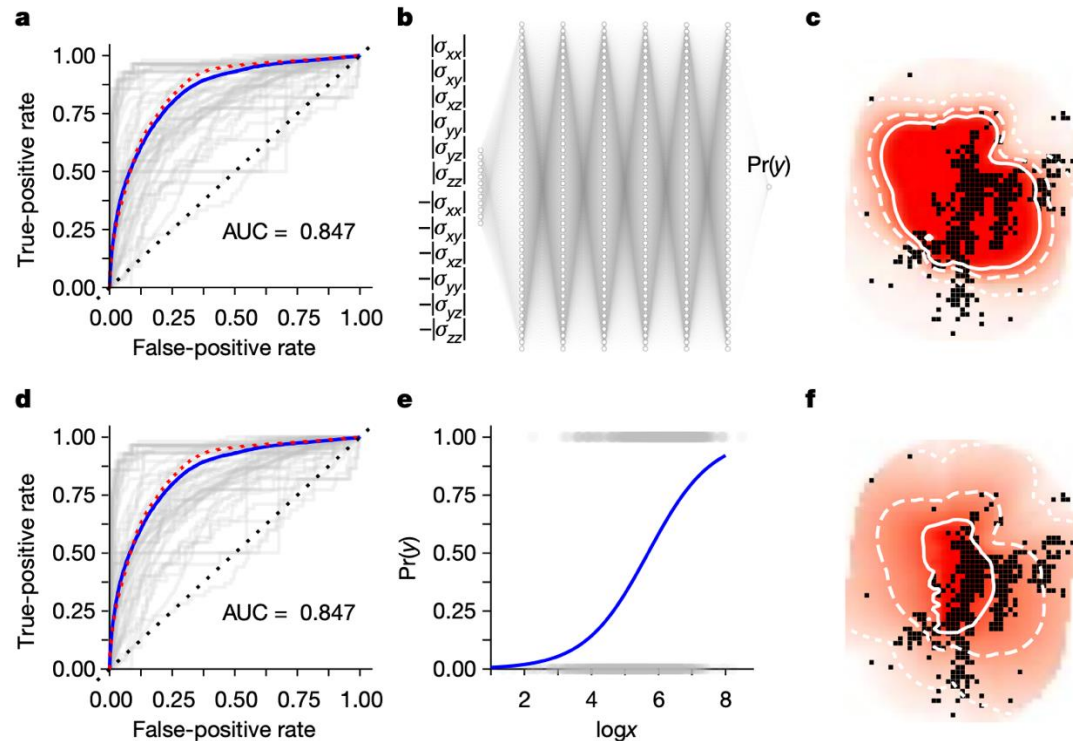 a
True-positive rate
1.00
0.75
0.50
0.25
0.00
AUC = 0.847
0.00 0.25 0.50 0.75 1.00
False-positive rate
b
|σxx|
|σxy|
|σxz|
|σyy|
|σyz|
|σzz|
−|σxx|
−|σxy|
−|σxz|
−|σyy|
−|σyz|
−|σzz|
Pr(y)
c
d
True-positive rate
1.00
0.75
0.50
0.25
0.00
AUC = 0.847
0.00 0.25 0.50 0.75 1.00
False-positive rate
e
Pr(y)
1.00
0.75
0.50
0.25
0.00
2 4 6 8
logx
f